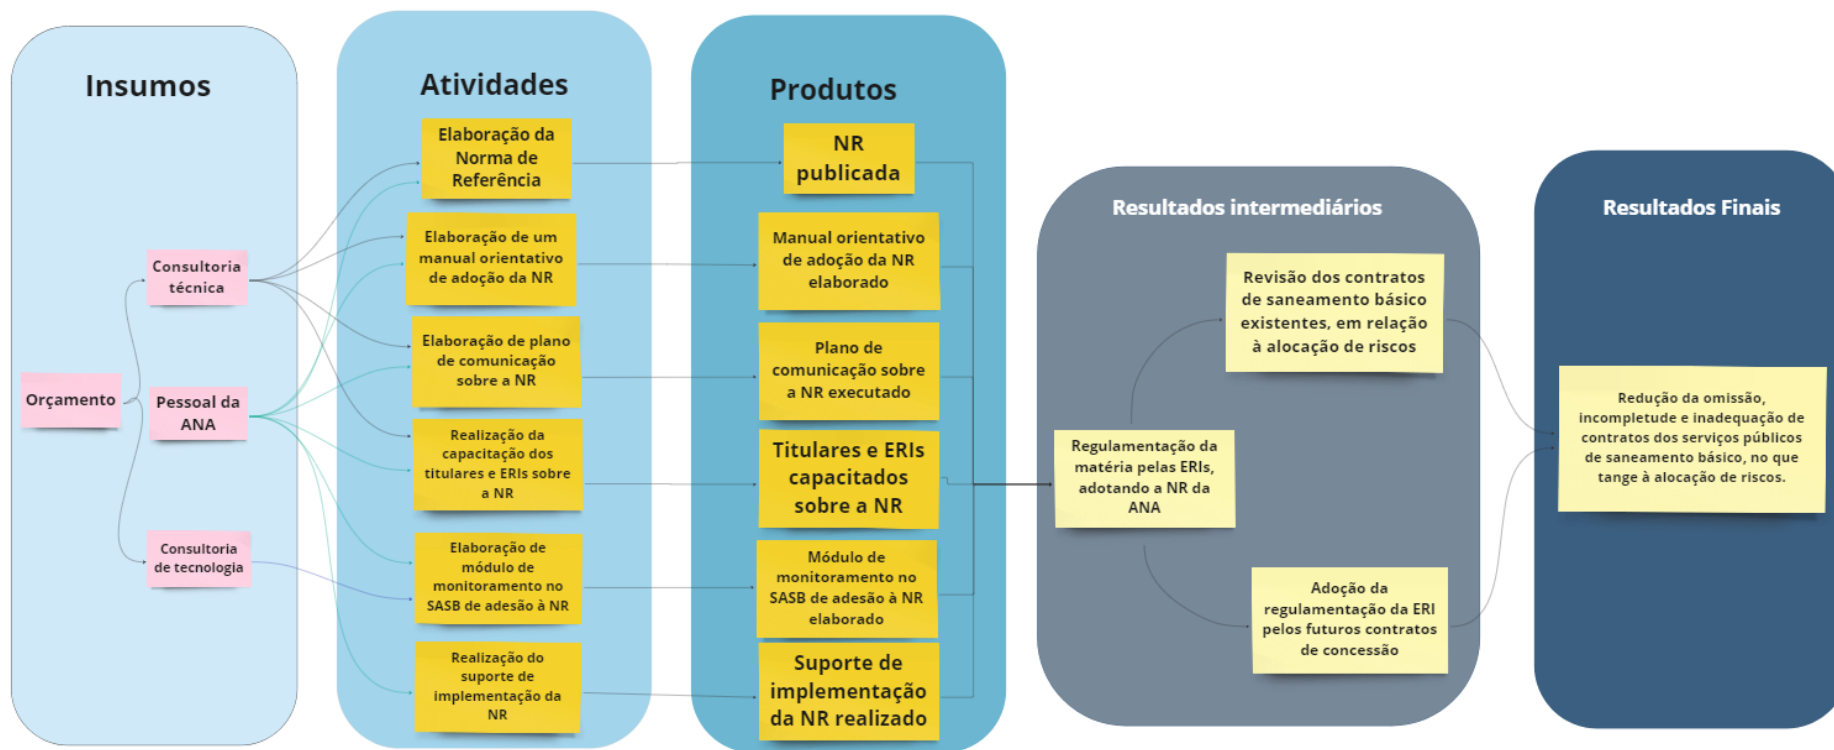 Insumos
Orçamento
Consultoria
técnica
Pessoal da
ANA
Consultoria
de tecnologia
Atividades
Elaboração da
Norma de
Referência
Elaboração de um
manual orientativo
de adoção da NR
Elaboração de plano
de comunicação
sobre a NR
Realização da
capacitação dos
titulares e ERIs sobre
a NR
Elaboração de
módulo de
monitoramento no
SASB de adesão à NR
Realização do
suporte de
implementação da
NR
Produtos
NR
publicada
Manual orientativo
de adoção da NR
elaborado
Plano de
comunicação sobre
a NR executado
Titulares e ERIs
capacitados
sobre a NR
Módulo de
monitoramento no
SASB de adesão à NR
elaborado
Suporte de
implementação
da NR realizado
Resultados intermediários
Regulamentação da
matéria pelas ERIs,
adotando a NR da
ANA
Revisão dos contratos
de saneamento básico
existentes, em relação
à alocação de riscos
Adoção da
regulamentação da ERI
pelos futuros contratos
de concessão
Resultados Finais
Redução da omissão,
incompletude e inadequação de
contratos dos serviços públicos
de saneamento básico, no que
tange à alocação de riscos.